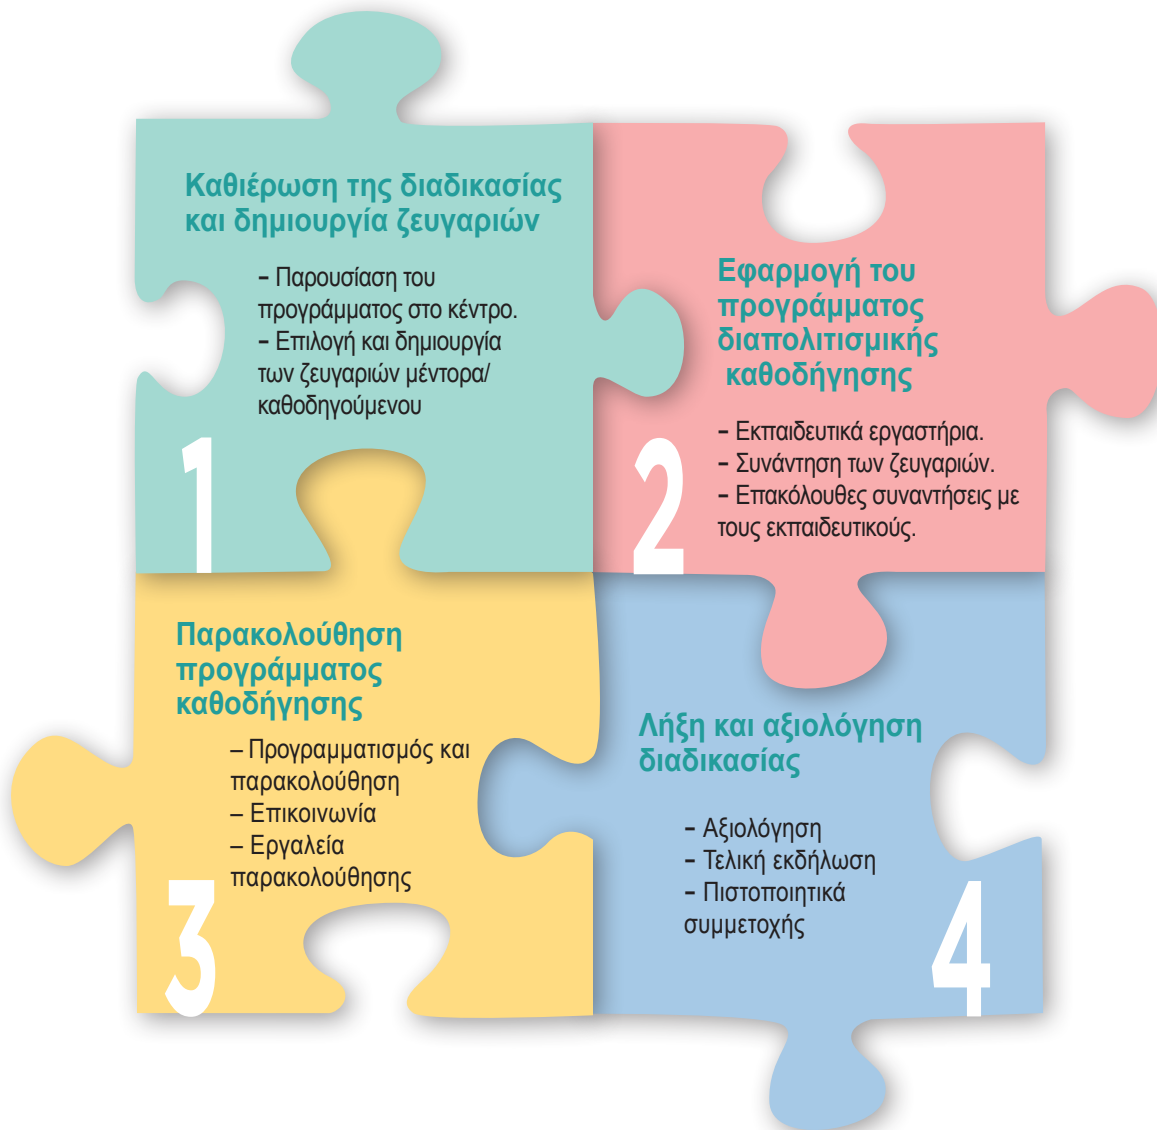 Καθιέρωση της διαδικασίας
και δημιουργία ζευγαριών
– Παρουσίαση του
προγράμματος στο κέντρο.
– Επιλογή και δημιουργία
των ζευγαριών μέντορα/
καθοδηγούμενου
1
Εφαρμογή του
προγράμματος
διαπολιτισμικής
καθοδήγησης
– Εκπαιδευτικά εργαστήρια.
– Συνάντηση των ζευγαριών.
– Επακόλουθες συναντήσεις με
τους εκπαιδευτικούς.
2
Παρακολούθηση
προγράμματος
καθοδήγησης
– Προγραμματισμός και
παρακολούθηση
– Επικοινωνία
– Εργαλεία
παρακολούθησης
3
Λήξη και αξιολόγηση
διαδικασίας
– Αξιολόγηση
– Τελική εκδήλωση
– Πιστοποιητικά
συμμετοχής
4